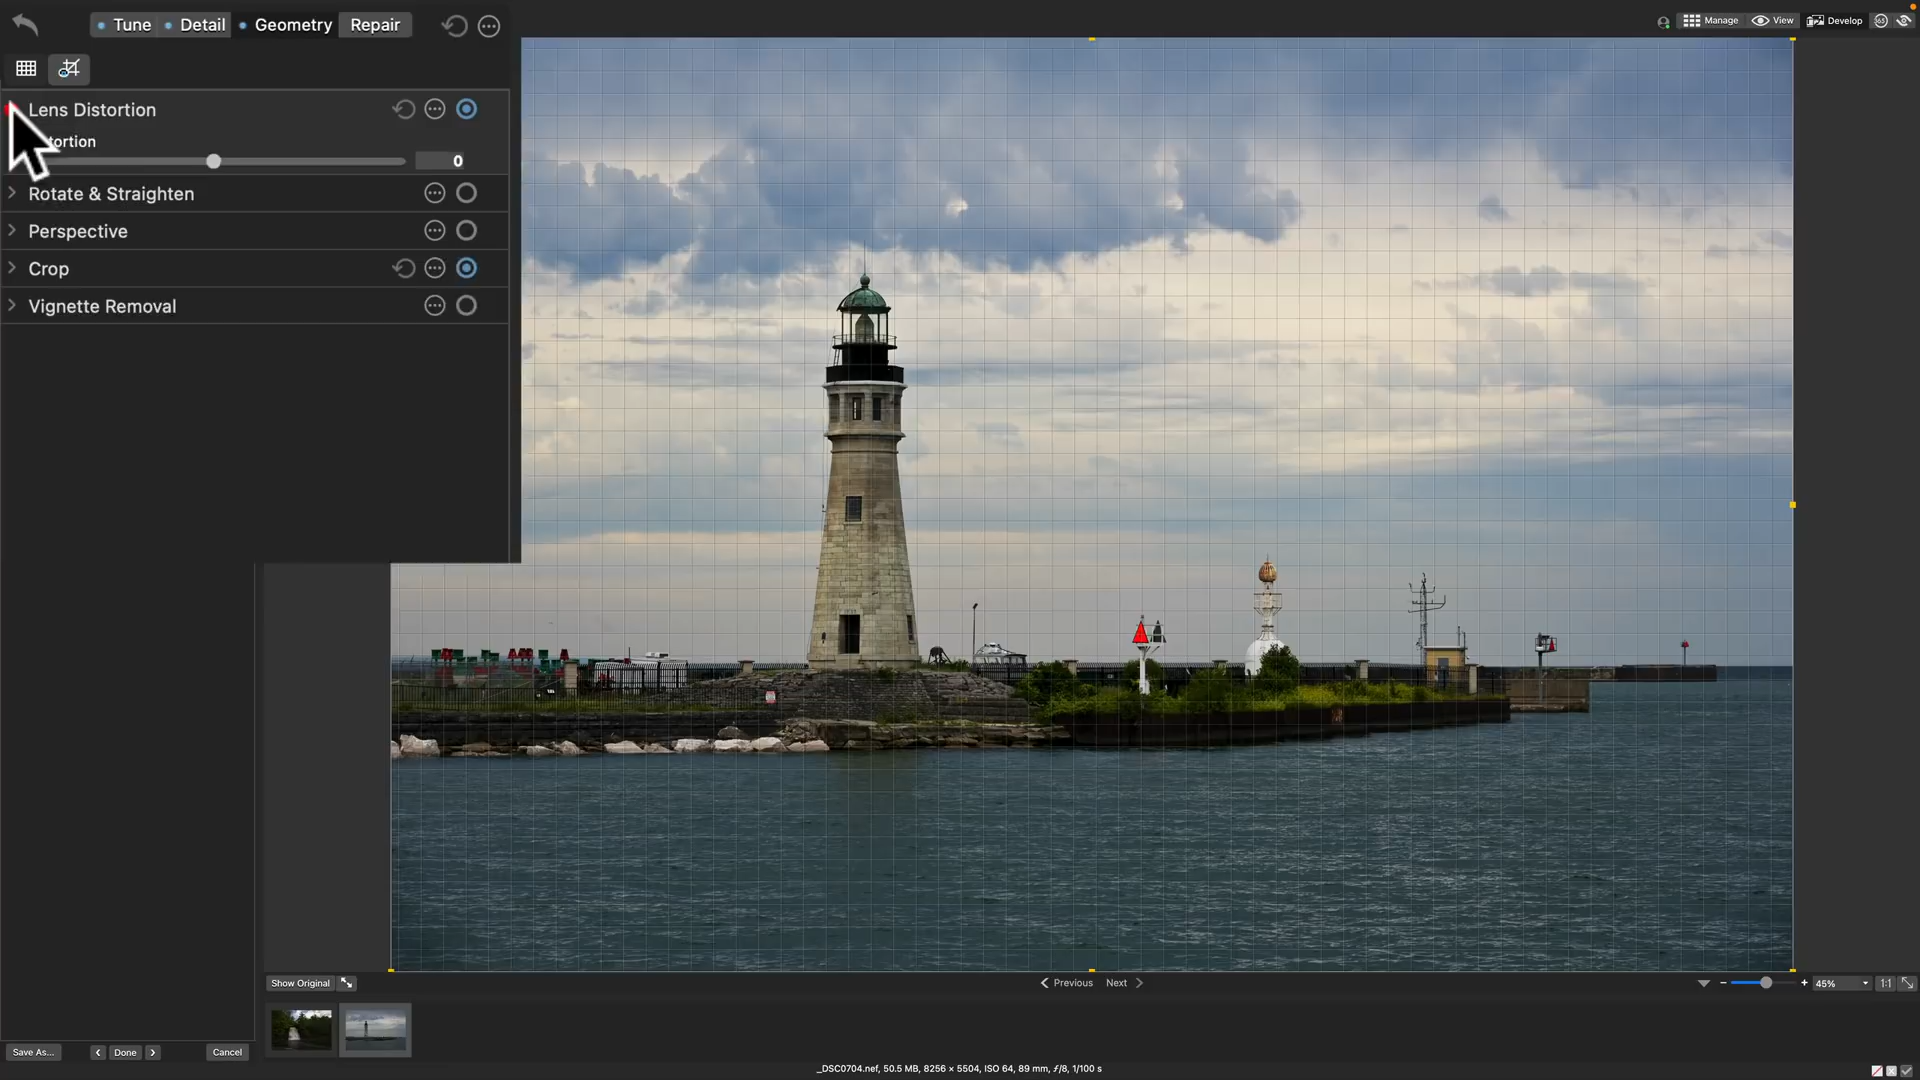 Tune Detail Geometry Repair
Manage View Develop 365
Lens Distortion
tortion
0
Rotate & Straighten
Perspective
Crop
Vignette Removal
Show Original Previous Next 45% 1:1
Save As... Done Cancel
_DSC0704.nef, 50.5 MB, 8256 × 5504, ISO 64, 89 mm, ƒ/8, 1/100 s